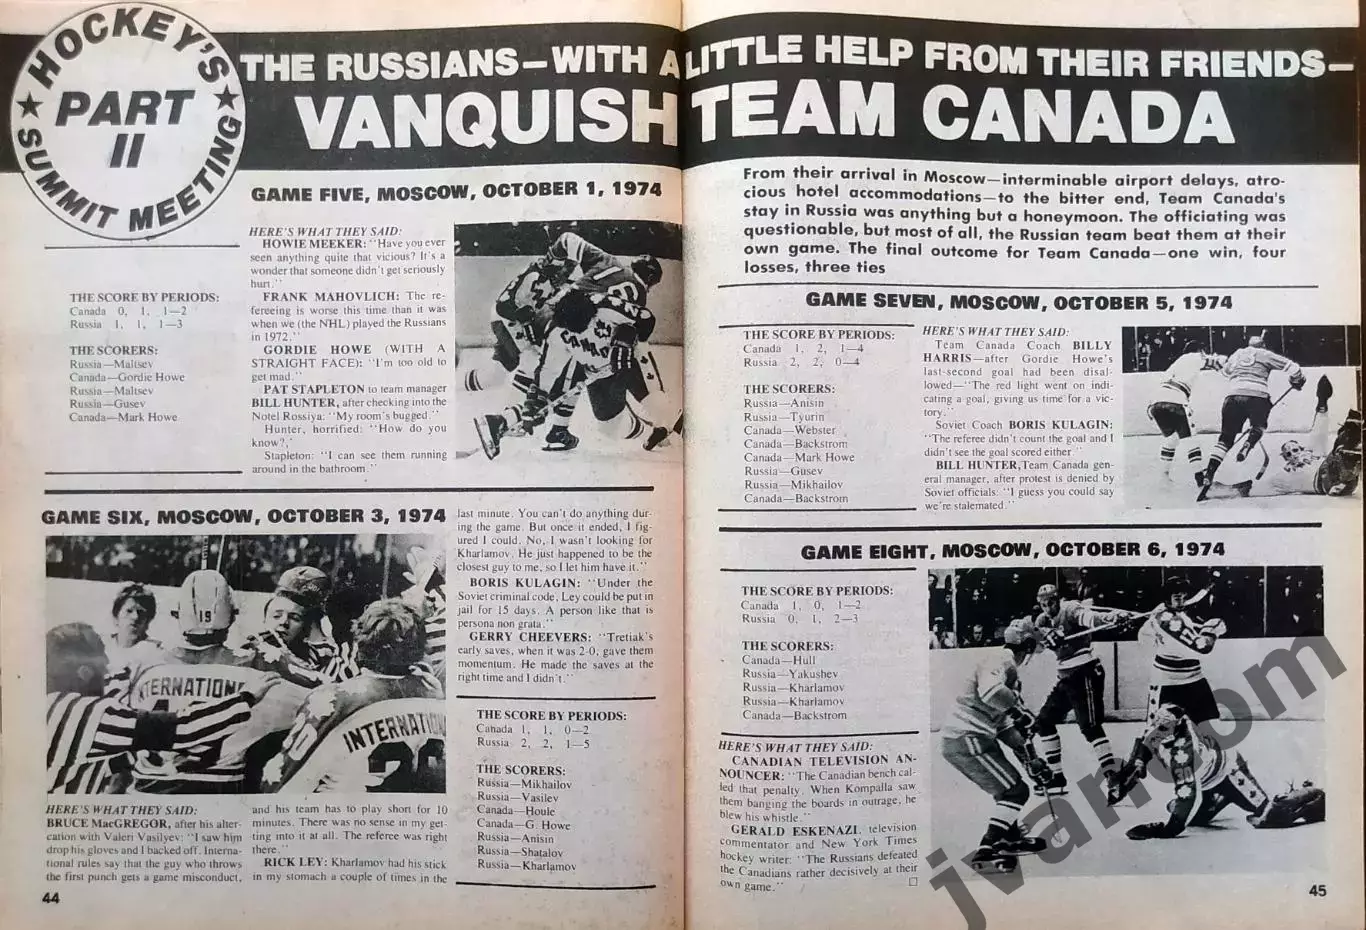 HOCKEY'S
PART
II
SUMMIT MEETING
THE RUSSIANS—WITH A LITTLE HELP FROM THEIR FRIENDS—
VANQUISH TEAM CANADA
GAME FIVE, MOSCOW, OCTOBER 1, 1974
THE SCORE BY PERIODS:
Canada 0, 1, 1—2
Russia 1, 1, 1—3
THE SCORERS:
Russia—Maltsev
Canada—Gordie Howe
Russia—Maltsev
Russia—Gusev
Canada—Mark Howe
HERE'S WHAT THEY SAID:
HOWIE MEEKER: "Have you ever
seen anything quite that vicious? It's a
wonder that someone didn't get seriously
hurt."
FRANK MAHOVLICH: The re-
fereeing is worse this time than it was
when we (the NHL) played the Russians
in 1972."
GORDIE HOWE (WITH A
STRAIGHT FACE): "I'm too old to
get mad."
PAT STAPLETON to team manager
BILL HUNTER, after checking into the
Notel Rossiya: "My room's bugged."
Hunter, horrified: "How do you
know?,'
Stapleton: "I can see them running
around in the bathroom."
CANADA
GAME SIX, MOSCOW, OCTOBER 3, 1974
19
INTERNATIONAL
INTERNATIONAL
HERE'S WHAT THEY SAID:
BRUCE MacGREGOR, after his alter-
cation with Valeri Vasilyev: "I saw him
drop his gloves and I backed off. Interna-
tional rules say that the guy who throws
the first punch gets a game misconduct,
and his team has to play short for 10
minutes. There was no sense in my get-
ting into it at all. The referee was right
there."
RICK LEY: Kharlamov had his stick
in my stomach a couple of times in the
last minute. You can't do anything dur-
ing the game. But once it ended, I fig-
ured I could. No, I wasn't looking for
Kharlamov. He just happened to be the
closest guy to me, so I let him have it."
BORIS KULAGIN: "Under the
Soviet criminal code, Ley could be put in
jail for 15 days. A person like that is
persona non grata."
GERRY CHEEVERS: "Tretiak's
early saves, when it was 2-0, gave them
momentum. He made the saves at the
right time and I didn't."
THE SCORE BY PERIODS:
Canada 1, 1, 0—2
Russia 2, 2, 1—5
THE SCORERS:
Russia—Mikhailov
Russia—Vasilev
Canada—Houle
Canada—G. Howe
Russia—Anisin
Russia—Shatalov
Russia—Kharlamov
44
From their arrival in Moscow—interminable airport delays, atro-
cious hotel accommodations—to the bitter end, Team Canada's
stay in Russia was anything but a honeymoon. The officiating was
questionable, but most of all, the Russian team beat them at their
own game. The final outcome for Team Canada—one win, four
losses, three ties
GAME SEVEN, MOSCOW, OCTOBER 5, 1974
THE SCORE BY PERIODS:
Canada 1, 2, 1—4
Russia 2, 2, 0—4
THE SCORERS:
Russia—Anisin
Russia—Tyurin
Canada—Webster
Canada—Backstrom
Canada—Mark Howe
Russia—Gusev
Russia—Mikhailov
Canada—Backstrom
HERE'S WHAT THEY SAID:
Team Canada Coach BILLY
HARRIS—after Gordie Howe's
last-second goal had been disal-
lowed—"The red light went on indi-
cating a goal, giving us time for a vic-
tory."
Soviet Coach BORIS KULAGIN:
"The referee didn't count the goal and I
didn't see the goal scored either."
BILL HUNTER, Team Canada gen-
eral manager, after protest is denied by
Soviet officials: "I guess you could say
we're stalemated."
GAME EIGHT, MOSCOW, OCTOBER 6, 1974
THE SCORE BY PERIODS:
Canada 1, 0, 1—2
Russia 0, 1, 2—3
THE SCORERS:
Canada—Hull
Russia—Yakushev
Russia—Kharlamov
Russia—Kharlamov
Canada—Backstrom
HERE'S WHAT THEY SAID:
CANADIAN TELEVISION AN-
NOUNCER: "The Canadian bench cal-
led that penalty. When Kompalla saw
them banging the boards in outrage, he
blew his whistle."
GERALD ESKENAZI, television
commentator and New York Times
hockey writer: "The Russians defeated
the Canadians rather decisively at their
own game."
45
jvan.com